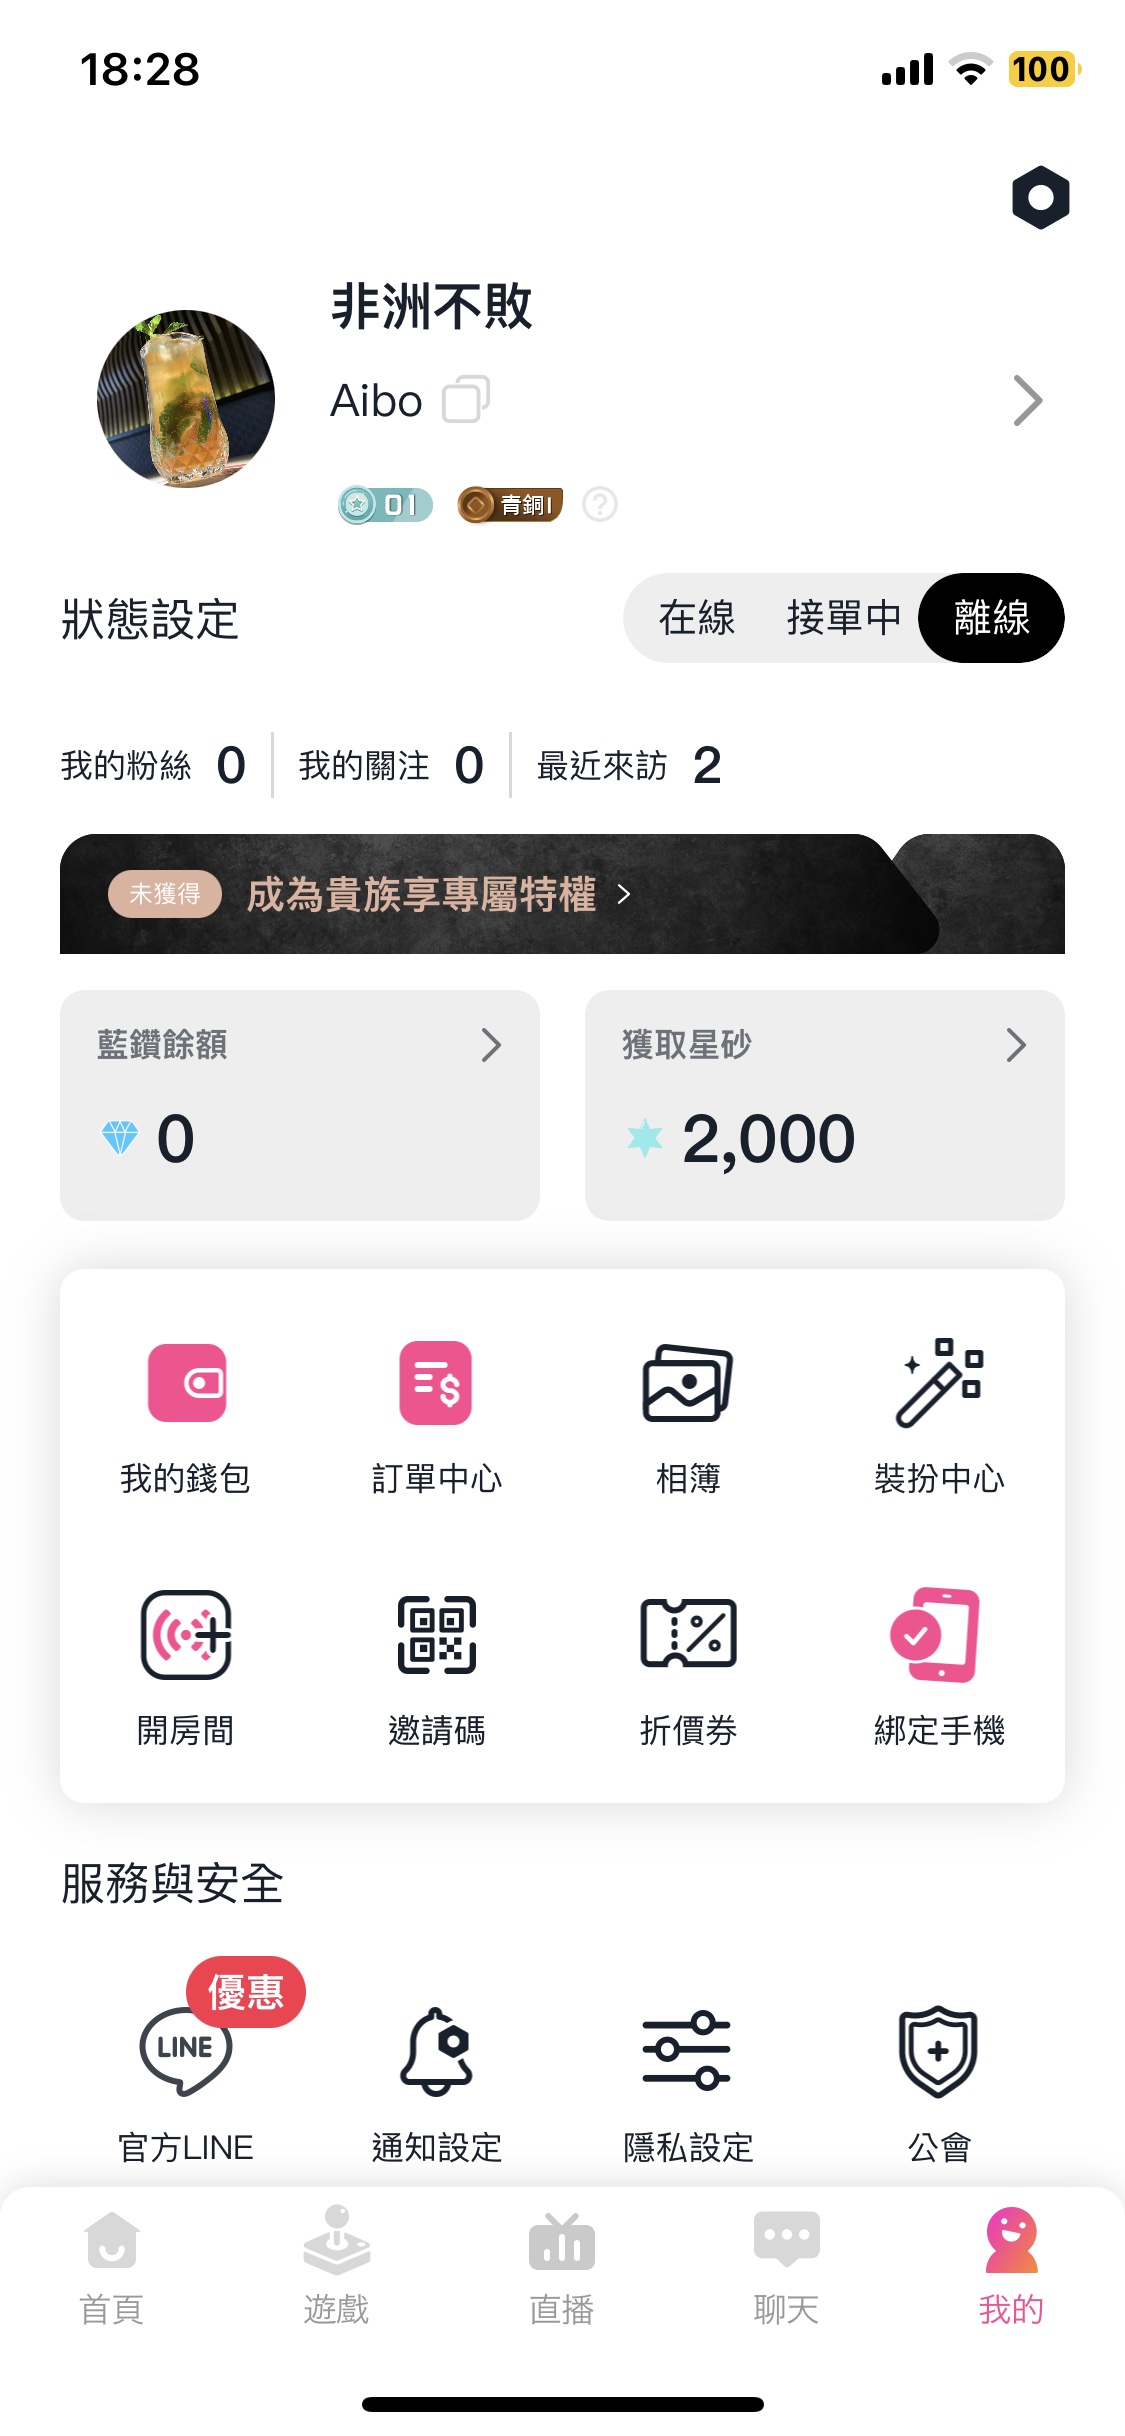 18:28
100
非洲不敗
Aibo
01 青銅I ?
狀態設定 在線 接單中 離線
我的粉絲 0 我的關注 0 最近來訪 2
未獲得 成為貴族享專屬特權
藍鑽餘額 獲取星砂
0 2,000
我的錢包 訂單中心 相簿 裝扮中心
開房間 邀請碼 折價券 綁定手機
服務與安全
優惠
LINE
官方LINE 通知設定 隱私設定 公會
首頁 遊戲 直播 聊天 我的